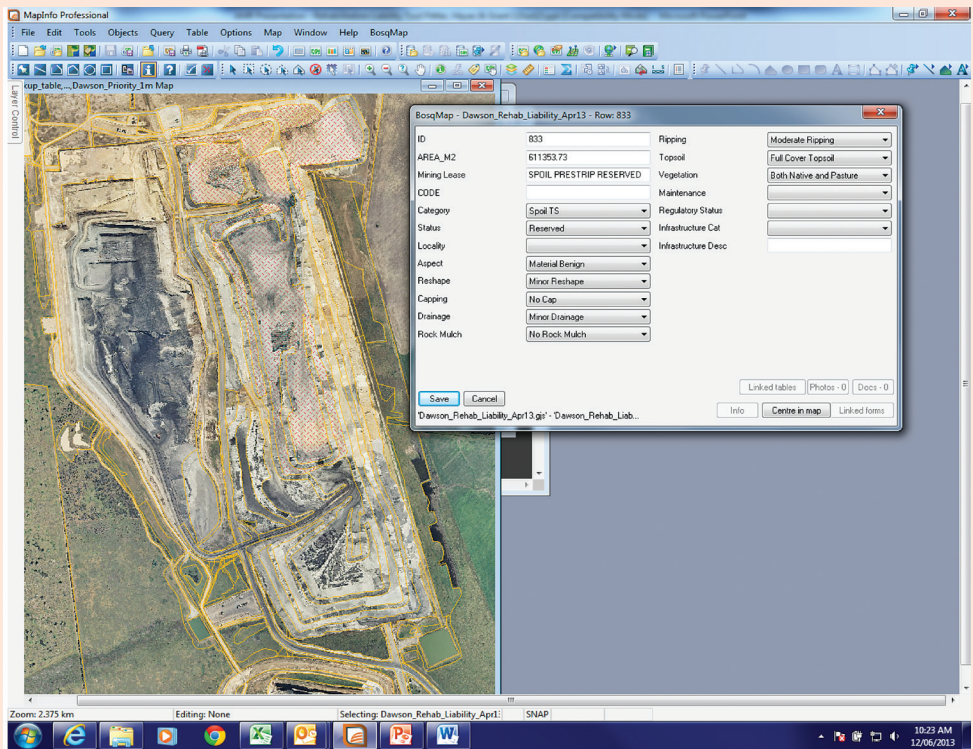 MapInfo Professional
File Edit Tools Objects Query Table Options Map Window Help BosqMap
Layer Control
kup_table,...,Dawson_Priority_1m Map
BosqMap - Dawson_Rehab_Liability_Apr13 - Row: 833
ID 833 Ripping Moderate Ripping
AREA_M2 611353.73 Topsoil Full Cover Topsoil
Mining Lease SPOIL PRESTRIP RESERVED Vegetation Both Native and Pasture
CODE Maintenance
Category Spoil TS Regulatory Status
Status Reserved Infrastructure Cat
Locality Infrastructure Desc
Aspect Material Benign
Reshape Minor Reshape
Capping No Cap
Drainage Minor Drainage
Rock Mulch No Rock Mulch
Linked tables Photos - 0 Docs - 0
Save Cancel
'Dawson_Rehab_Liability_Apr13.gjs' - 'Dawson_Rehab_Liab... Info Centre in map Linked forms
Zoom: 2.375 km Editing: None Selecting: Dawson_Rehab_Liability_Apr1: SNAP
10:23 AM
12/06/2013